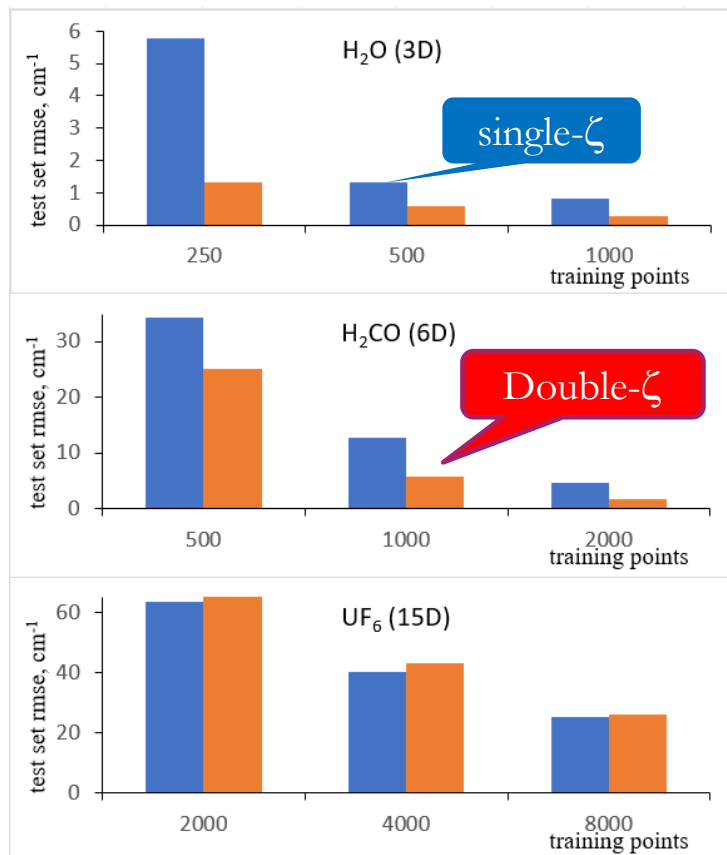 H₂O (3D)
test set rmse, cm⁻¹
6
5
4
3
2
1
0
single-ζ
250
500
1000
training points
H₂CO (6D)
test set rmse, cm⁻¹
30
20
10
0
Double-ζ
500
1000
2000
training points
UF₆ (15D)
test set rmse, cm⁻¹
60
40
20
0
2000
4000
8000
training points